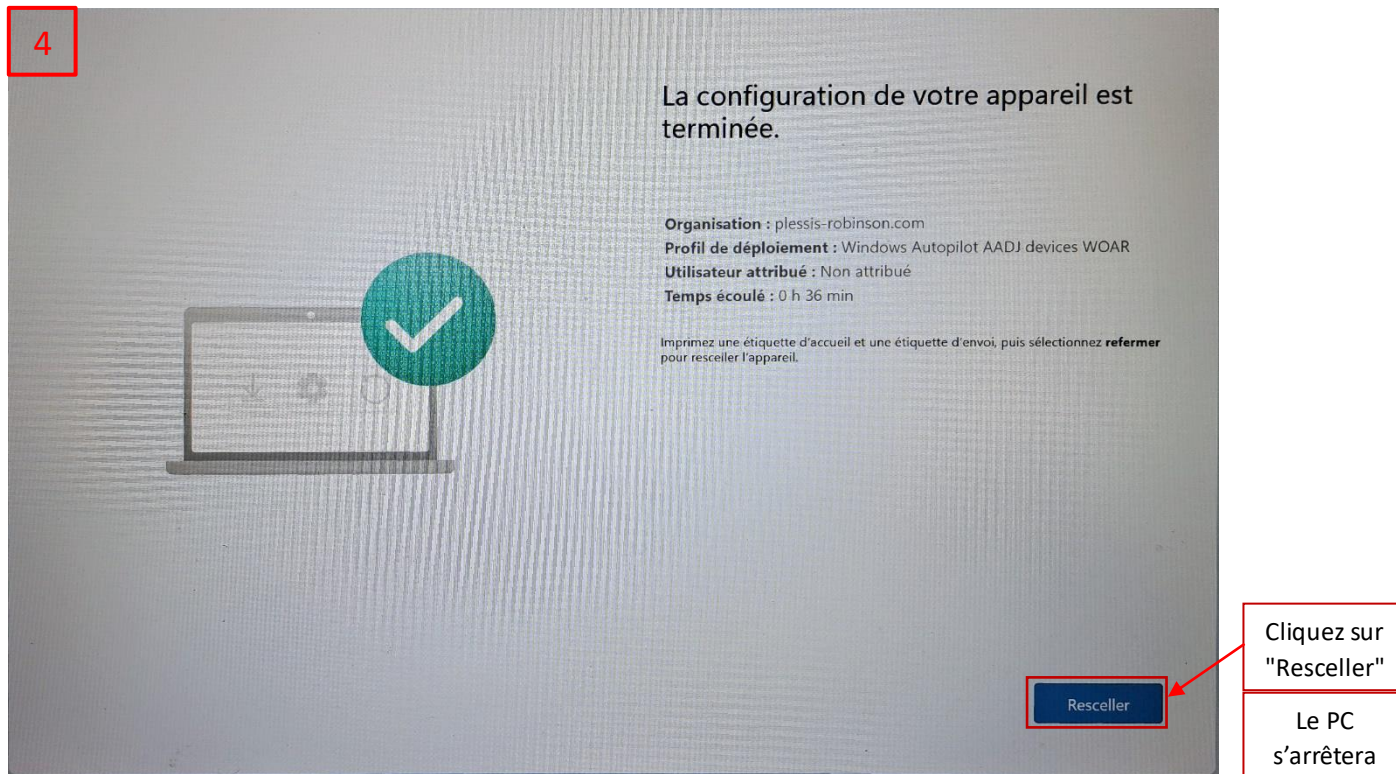 4
La configuration de votre appareil est
terminée.
Organisation : plessis-robinson.com
Profil de déploiement : Windows Autopilot AADJ devices WOAR
Utilisateur attribué : Non attribué
Temps écoulé : 0 h 36 min
Imprimez une étiquette d'accueil et une étiquette d'envoi, puis sélectionnez refermer
pour resceller l'appareil.
Resceller
Cliquez sur
"Resceller"
Le PC
s’arrêtera